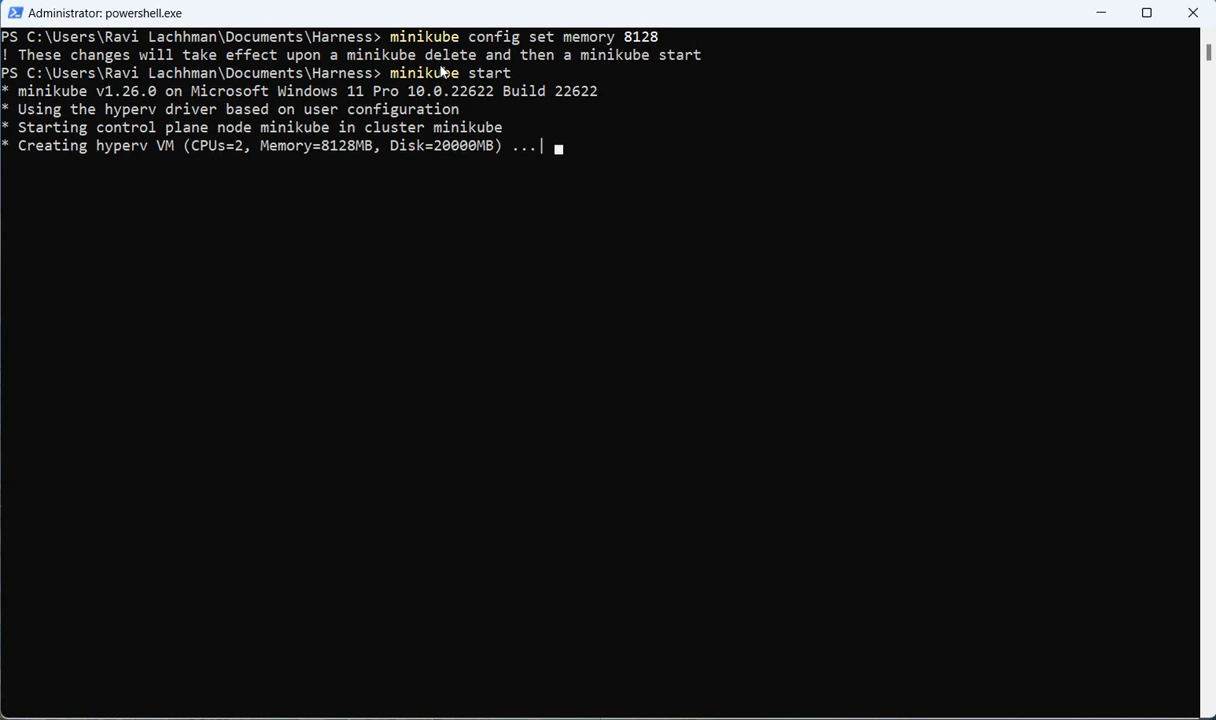 Administrator: powershell.exe
PS C:\Users\Ravi Lachhman\Documents\Harness> minikube config set memory 8128
! These changes will take effect upon a minikube delete and then a minikube start
PS C:\Users\Ravi Lachhman\Documents\Harness> minikube start
* minikube v1.26.0 on Microsoft Windows 11 Pro 10.0.22622 Build 22622
* Using the hyperv driver based on user configuration
* Starting control plane node minikube in cluster minikube
* Creating hyperv VM (CPUs=2, Memory=8128MB, Disk=20000MB) ...|